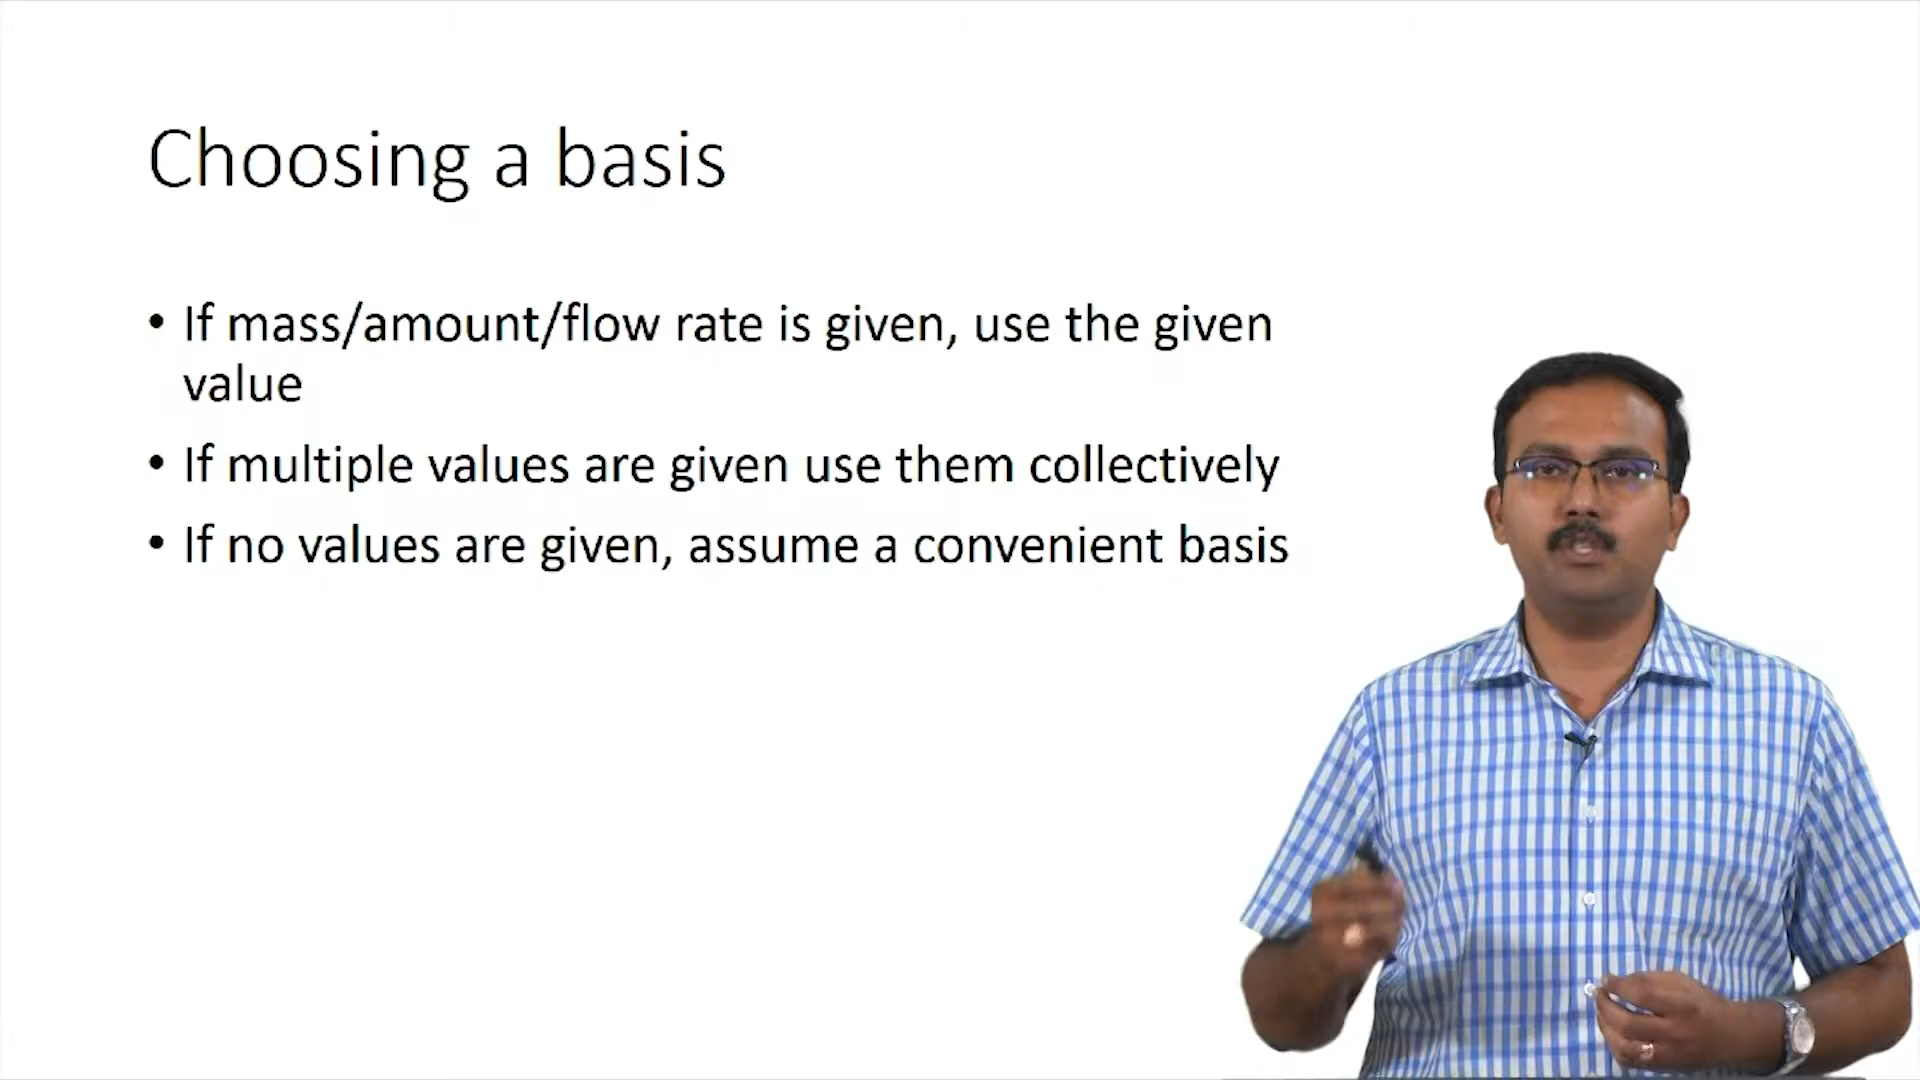 Choosing a basis
• If mass/amount/flow rate is given, use the given
value
• If multiple values are given use them collectively
• If no values are given, assume a convenient basis